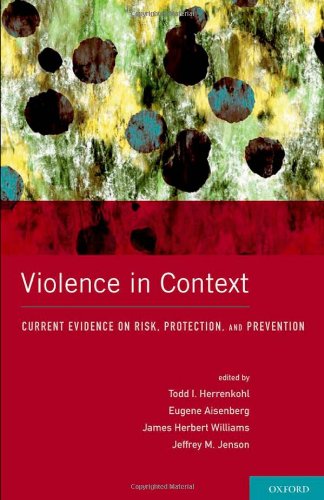 Violence in Context
CURRENT EVIDENCE ON RISK, PROTECTION, AND PREVENTION
edited by
Todd I. Herrenkohl
Eugene Aisenberg
James Herbert Williams
Jeffrey M. Jenson
OXFORD